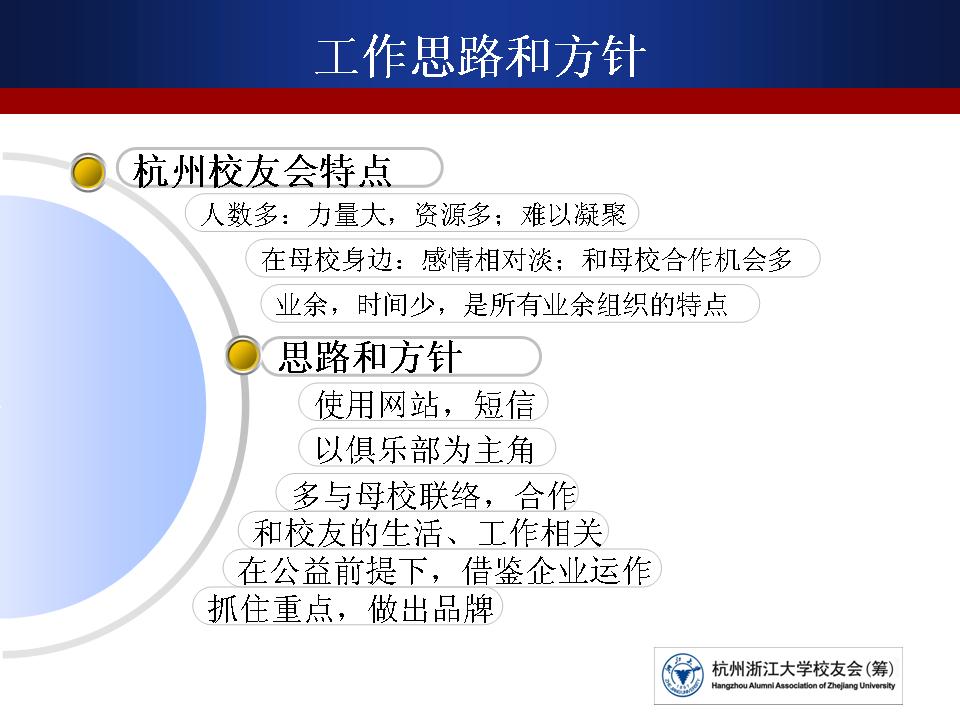 工作思路和方针
杭州校友会特点
人数多：力量大，资源多；难以凝聚
在母校身边：感情相对淡；和母校合作机会多
业余，时间少，是所有业余组织的特点
思路和方针
使用网站，短信
以俱乐部为主角
多与母校联络，合作
和校友的生活、工作相关
在公益前提下，借鉴企业运作
抓住重点，做出品牌
杭州浙江大学校友会(筹)
Hangzhou Alumni Association of Zhejiang University